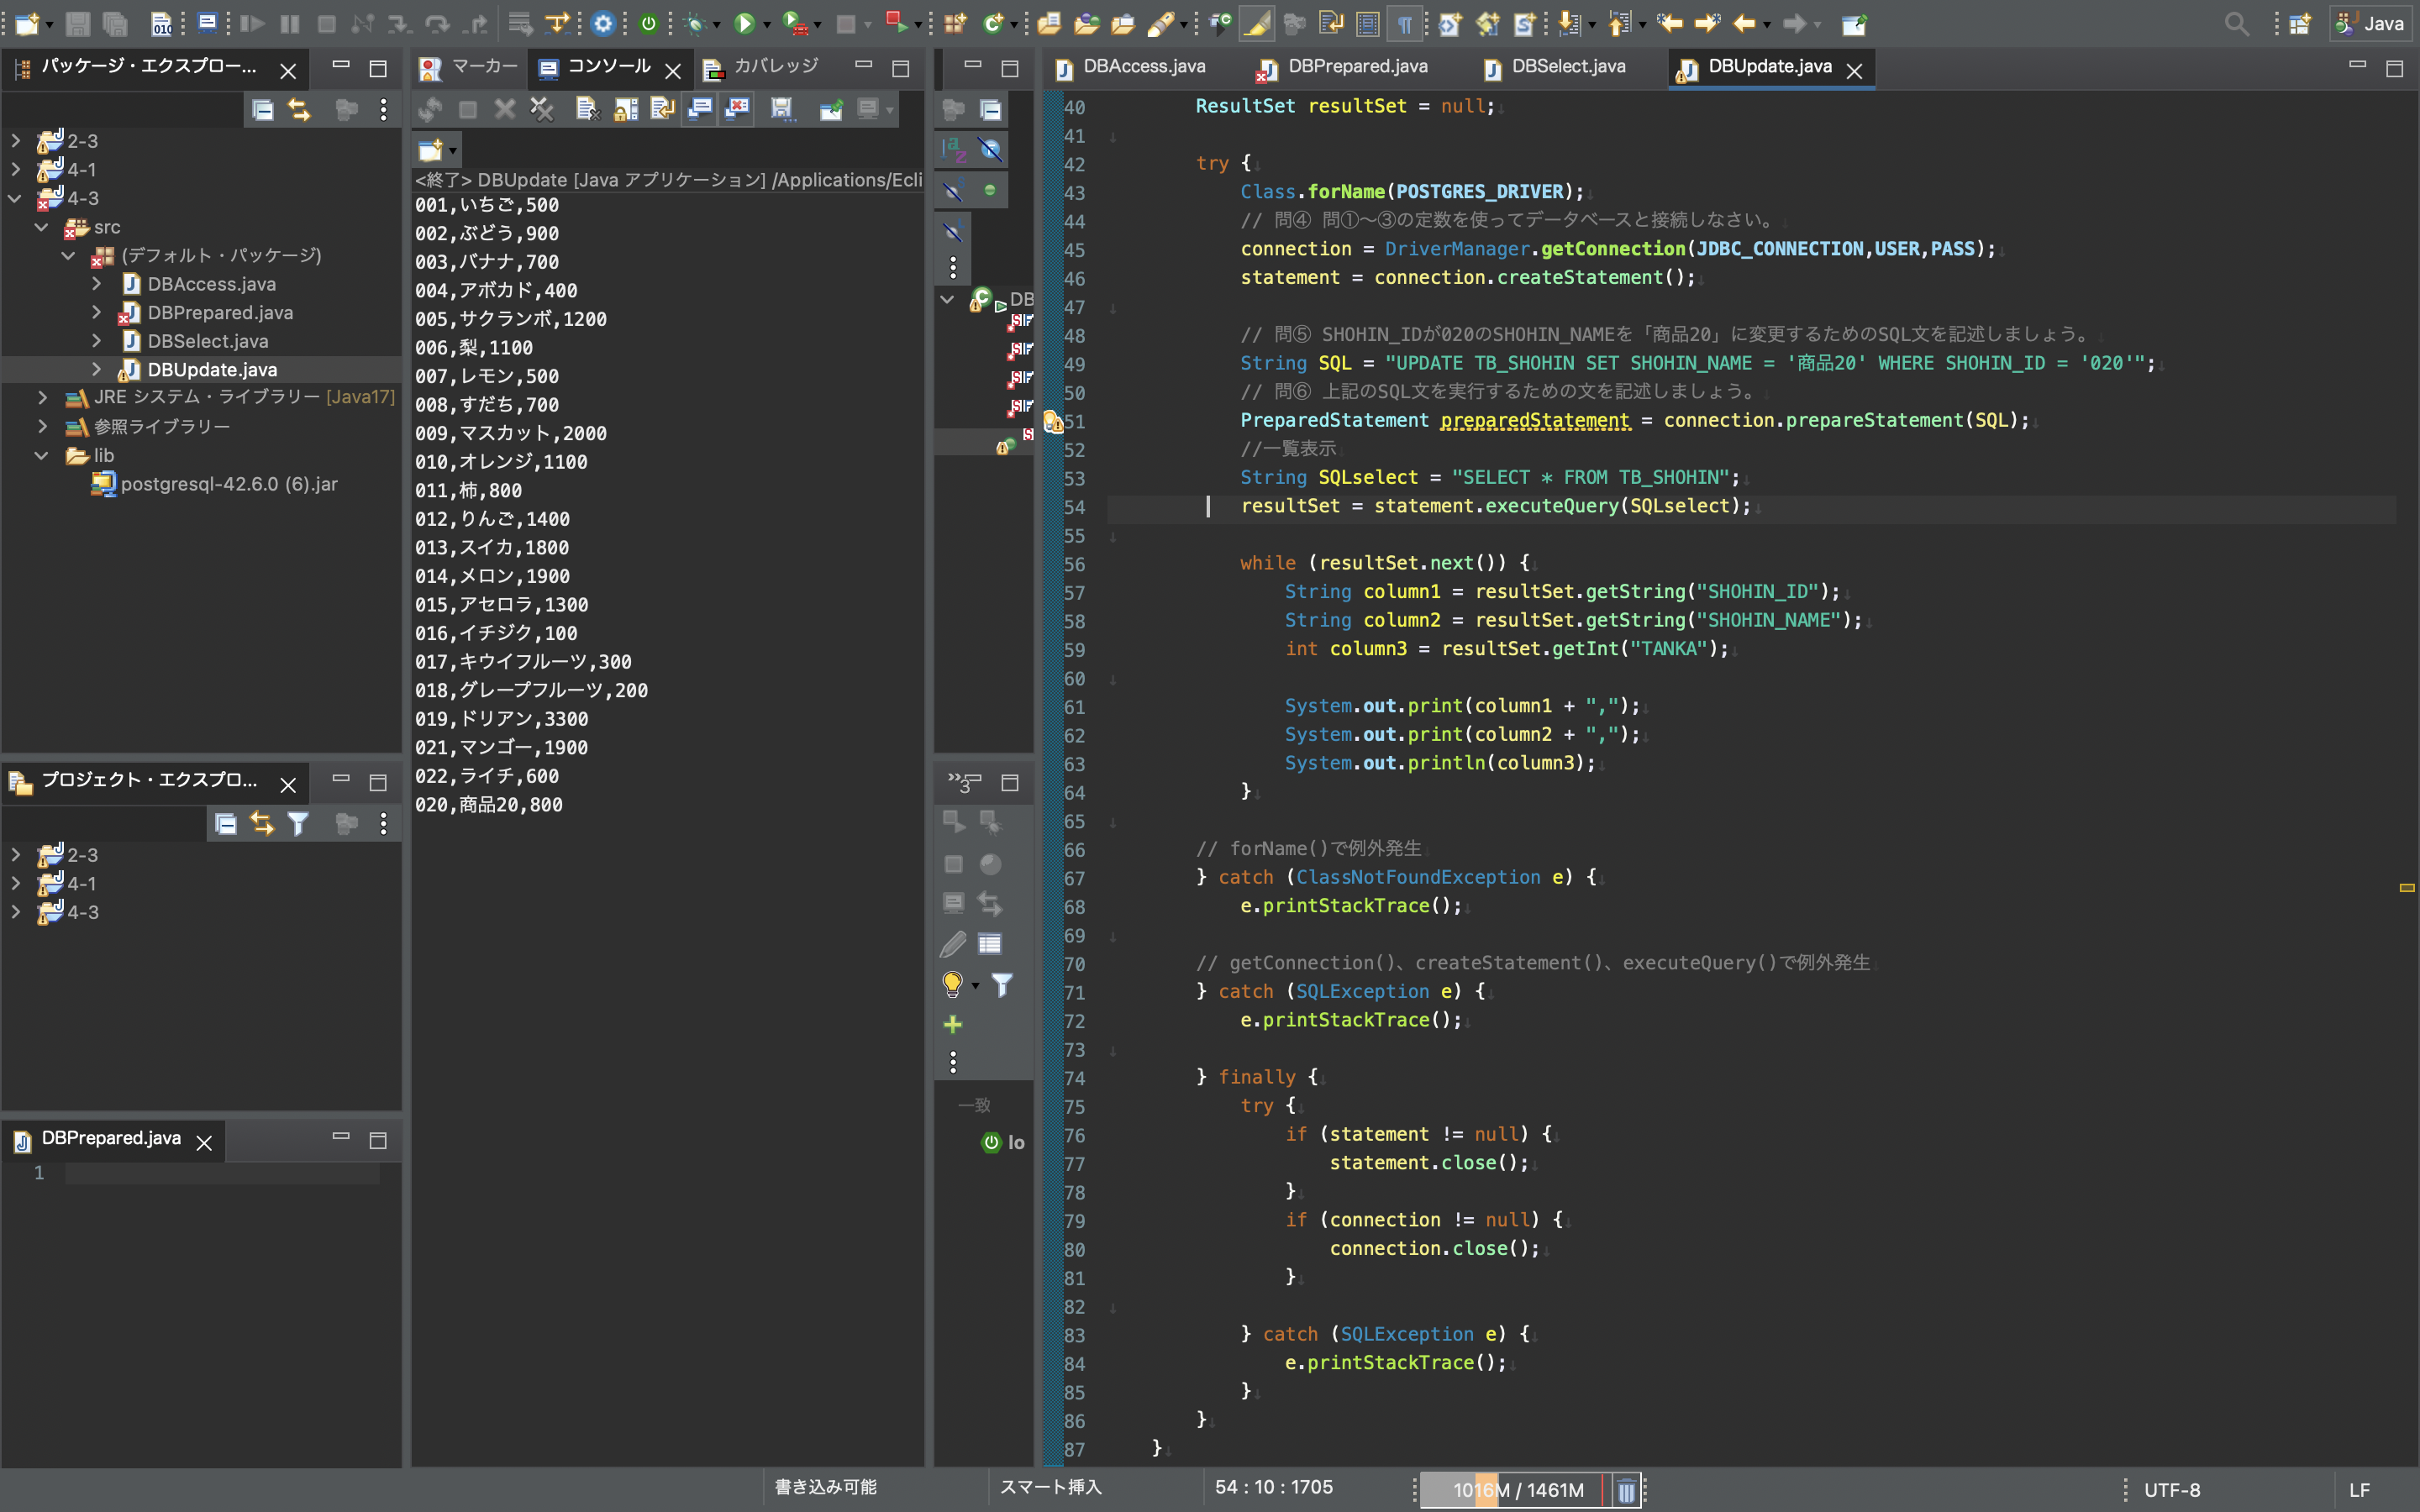 Java
パッケージ・エクスプロー...
2-3
4-1
4-3
src
(デフォルト・パッケージ)
DBAccess.java
DBPrepared.java
DBSelect.java
DBUpdate.java
JRE システム・ライブラリー [Java17]
参照ライブラリー
lib
postgresql-42.6.0 (6).jar
プロジェクト・エクスプロ...
2-3
4-1
4-3
DBPrepared.java
1
マーカー
コンソール
カバレッジ
<終了> DBUpdate [Java アプリケーション] /Applications/Ecli
001,いちご,500
002,ぶどう,900
003,バナナ,700
004,アボカド,400
005,サクランボ,1200
006,梨,1100
007,レモン,500
008,すだち,700
009,マスカット,2000
010,オレンジ,1100
011,柿,800
012,りんご,1400
013,スイカ,1800
014,メロン,1900
015,アセロラ,1300
016,イチジク,100
017,キウイフルーツ,300
018,グレープフルーツ,200
019,ドリアン,3300
021,マンゴー,1900
022,ライチ,600
020,商品20,800
DB
»3
一致
lo
DBAccess.java
DBPrepared.java
DBSelect.java
DBUpdate.java
40 ResultSet resultSet = null;
41
42 try {
43 Class.forName(POSTGRES_DRIVER);
44 // 問④ 問①～③の定数を使ってデータベースと接続しなさい。
45 connection = DriverManager.getConnection(JDBC_CONNECTION,USER,PASS);
46 statement = connection.createStatement();
47
48 // 問⑤ SHOHIN_IDが020のSHOHIN_NAMEを「商品20」に変更するためのSQL文を記述しましょう。
49 String SQL = "UPDATE TB_SHOHIN SET SHOHIN_NAME = '商品20' WHERE SHOHIN_ID = '020'";
50 // 問⑥ 上記のSQL文を実行するための文を記述しましょう。
51 PreparedStatement preparedStatement = connection.prepareStatement(SQL);
52 //一覧表示
53 String SQLselect = "SELECT * FROM TB_SHOHIN";
54 resultSet = statement.executeQuery(SQLselect);
55
56 while (resultSet.next()) {
57 String column1 = resultSet.getString("SHOHIN_ID");
58 String column2 = resultSet.getString("SHOHIN_NAME");
59 int column3 = resultSet.getInt("TANKA");
60
61 System.out.print(column1 + ",");
62 System.out.print(column2 + ",");
63 System.out.println(column3);
64 }
65
66 // forName()で例外発生
67 } catch (ClassNotFoundException e) {
68 e.printStackTrace();
69
70 // getConnection()、createStatement()、executeQuery()で例外発生
71 } catch (SQLException e) {
72 e.printStackTrace();
73
74 } finally {
75 try {
76 if (statement != null) {
77 statement.close();
78 }
79 if (connection != null) {
80 connection.close();
81 }
82
83 } catch (SQLException e) {
84 e.printStackTrace();
85 }
86 }
87 }
書き込み可能
スマート挿入
54 : 10 : 1705
1016M / 1461M
UTF-8
LF